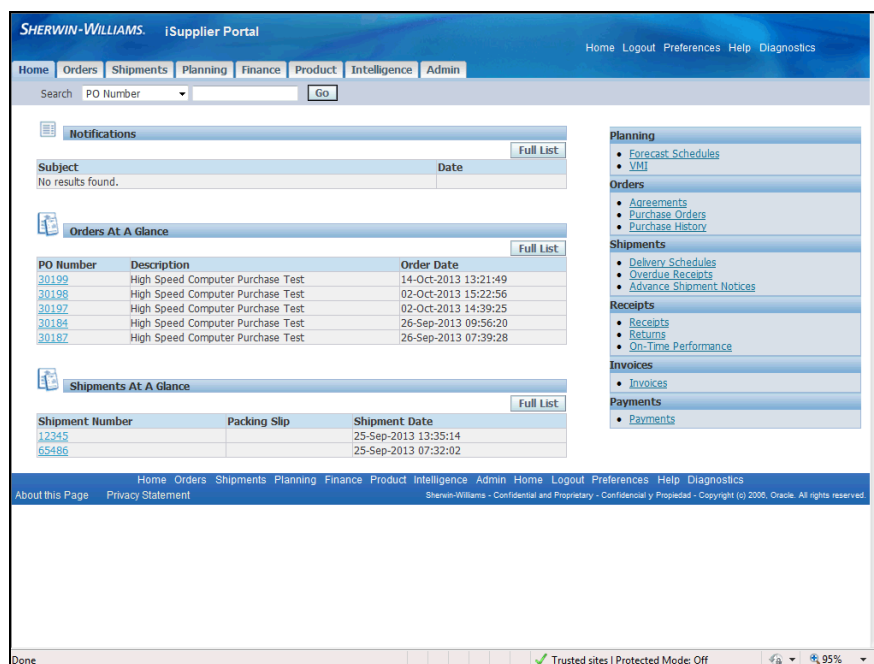 SHERWIN-WILLIAMS. iSupplier Portal
Home Logout Preferences Help Diagnostics
Home Orders Shipments Planning Finance Product Intelligence Admin
Search PO Number Go
Notifications
Full List
Subject Date
No results found.
Orders At A Glance
Full List
PO Number Description Order Date
30199 High Speed Computer Purchase Test 14-Oct-2013 13:21:49
30198 High Speed Computer Purchase Test 02-Oct-2013 15:22:56
30197 High Speed Computer Purchase Test 02-Oct-2013 14:39:25
30184 High Speed Computer Purchase Test 26-Sep-2013 09:56:20
30187 High Speed Computer Purchase Test 26-Sep-2013 07:39:28
Shipments At A Glance
Full List
Shipment Number Packing Slip Shipment Date
12345 25-Sep-2013 13:35:14
65486 25-Sep-2013 07:32:02
Planning
Forecast Schedules
VMI
Orders
Agreements
Purchase Orders
Purchase History
Shipments
Delivery Schedules
Overdue Receipts
Advance Shipment Notices
Receipts
Receipts
Returns
On-Time Performance
Invoices
Invoices
Payments
Payments
Home Orders Shipments Planning Finance Product Intelligence Admin Home Logout Preferences Help Diagnostics
About this Page Privacy Statement Sherwin-Williams - Confidential and Proprietary - Confidencial y Propiedad - Copyright (c) 2006, Oracle. All rights reserved.
Done Trusted sites | Protected Mode: Off 95%